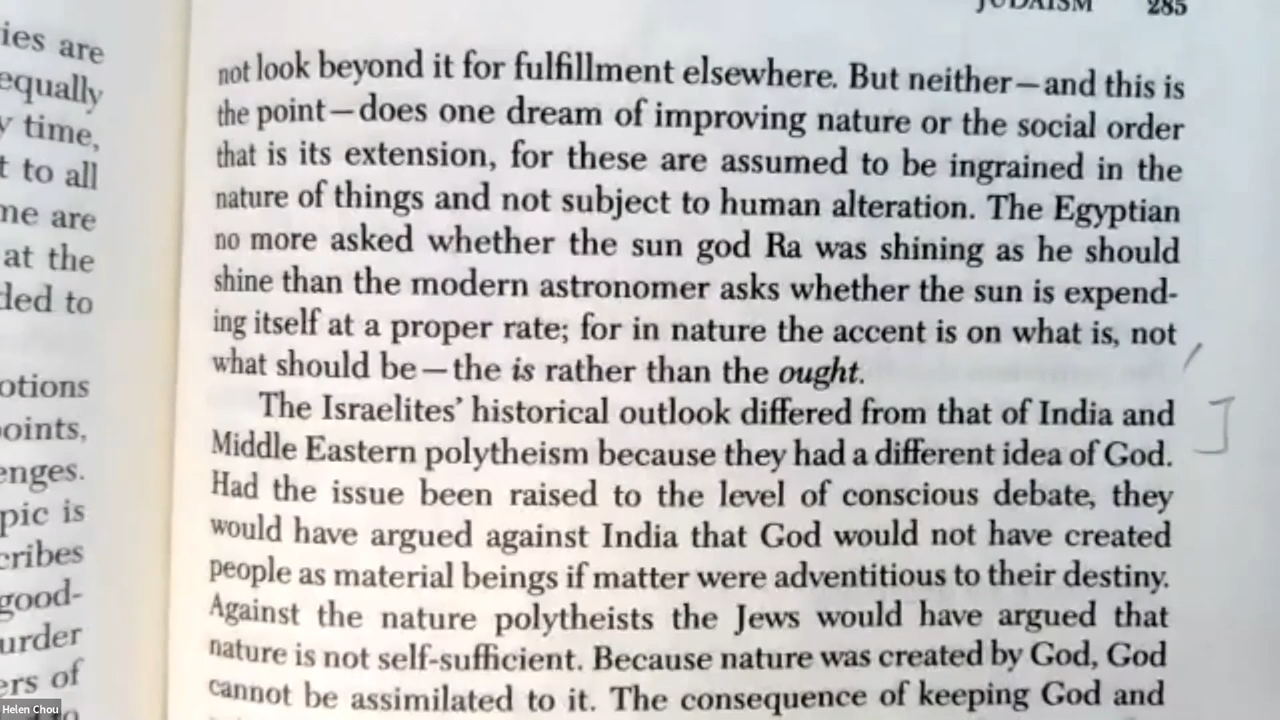 ies are
equally
y time,
t to all
ne are
at the
ded to
otions
oints,
enges.
pic is
cribes
good-
urder
ers of
JUDAISM 285
not look beyond it for fulfillment elsewhere. But neither—and this is
the point—does one dream of improving nature or the social order
that is its extension, for these are assumed to be ingrained in the
nature of things and not subject to human alteration. The Egyptian
no more asked whether the sun god Ra was shining as he should
shine than the modern astronomer asks whether the sun is expend-
ing itself at a proper rate; for in nature the accent is on what is, not
what should be—the is rather than the ought.
The Israelites' historical outlook differed from that of India and
Middle Eastern polytheism because they had a different idea of God.
Had the issue been raised to the level of conscious debate, they
would have argued against India that God would not have created
people as material beings if matter were adventitious to their destiny.
Against the nature polytheists the Jews would have argued that
nature is not self-sufficient. Because nature was created by God, God
cannot be assimilated to it. The consequence of keeping God and
Helen Chou